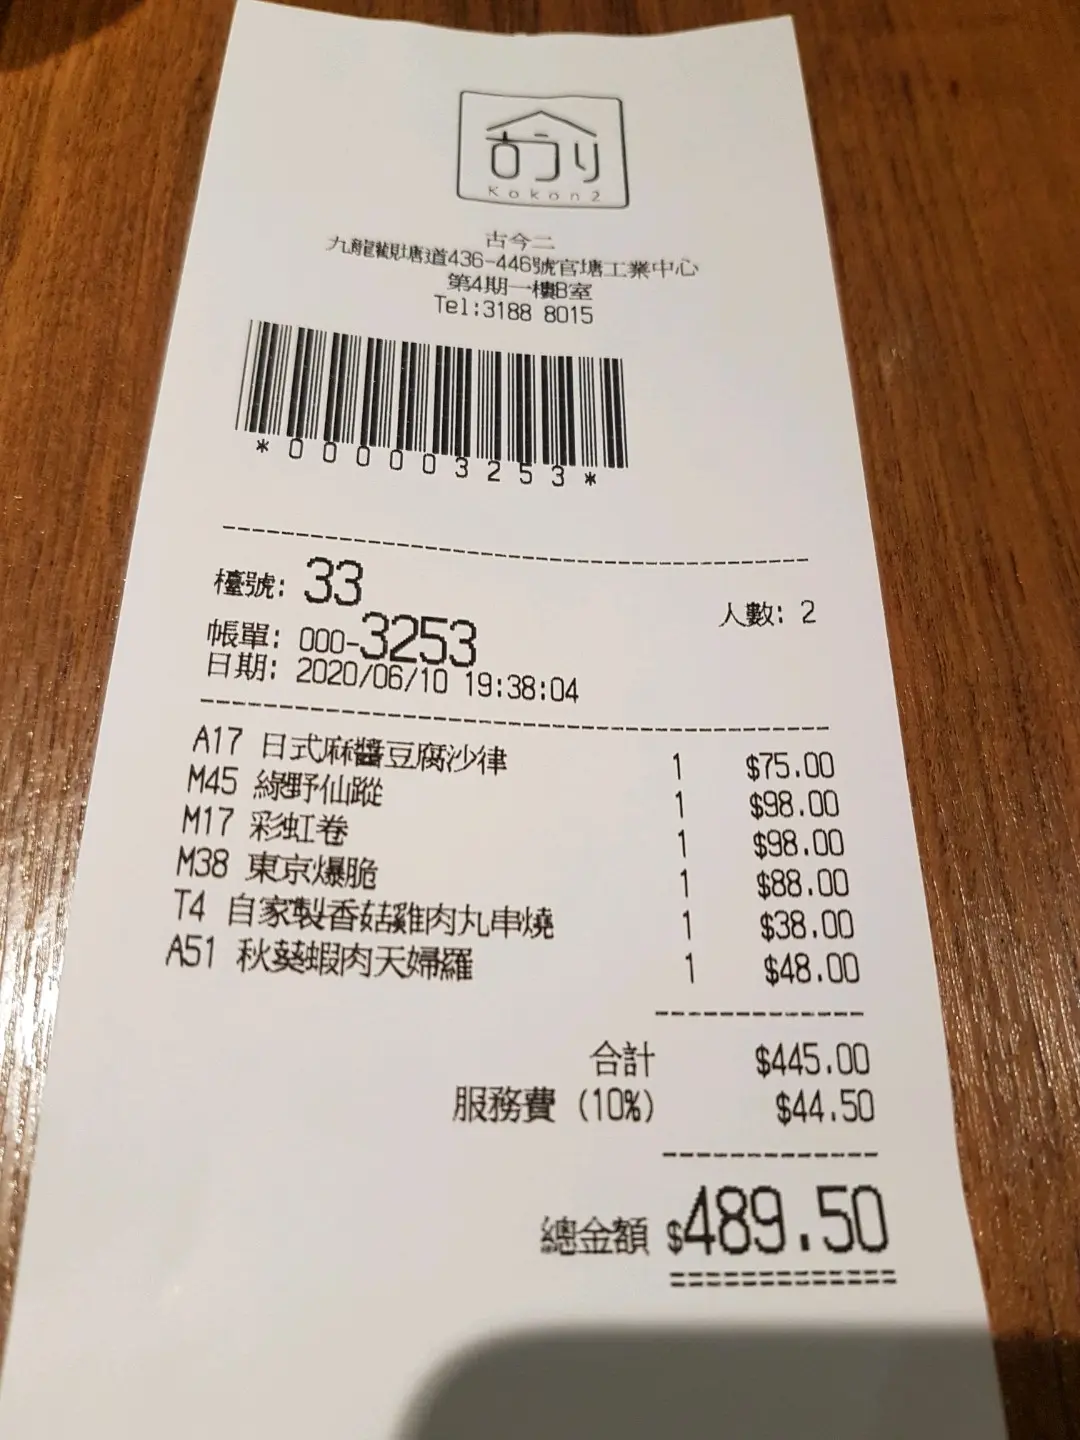 Kokon2
古今二
九龍觀塘道436-446號官塘工業中心
第4期一樓B室
Tel:3188 8015
*000003253*
檯號: 33 人數: 2
帳單: 000-3253
日期: 2020/06/10 19:38:04
A17 日式麻醬豆腐沙律 1 $75.00
M45 綠野仙蹤 1 $98.00
M17 彩虹卷 1 $98.00
M38 東京爆脆 1 $88.00
T4 自家製香菇雞肉丸串燒 1 $38.00
A51 秋葵蝦肉天婦羅 1 $48.00
合計 $445.00
服務費 (10%) $44.50
總金額 $489.50